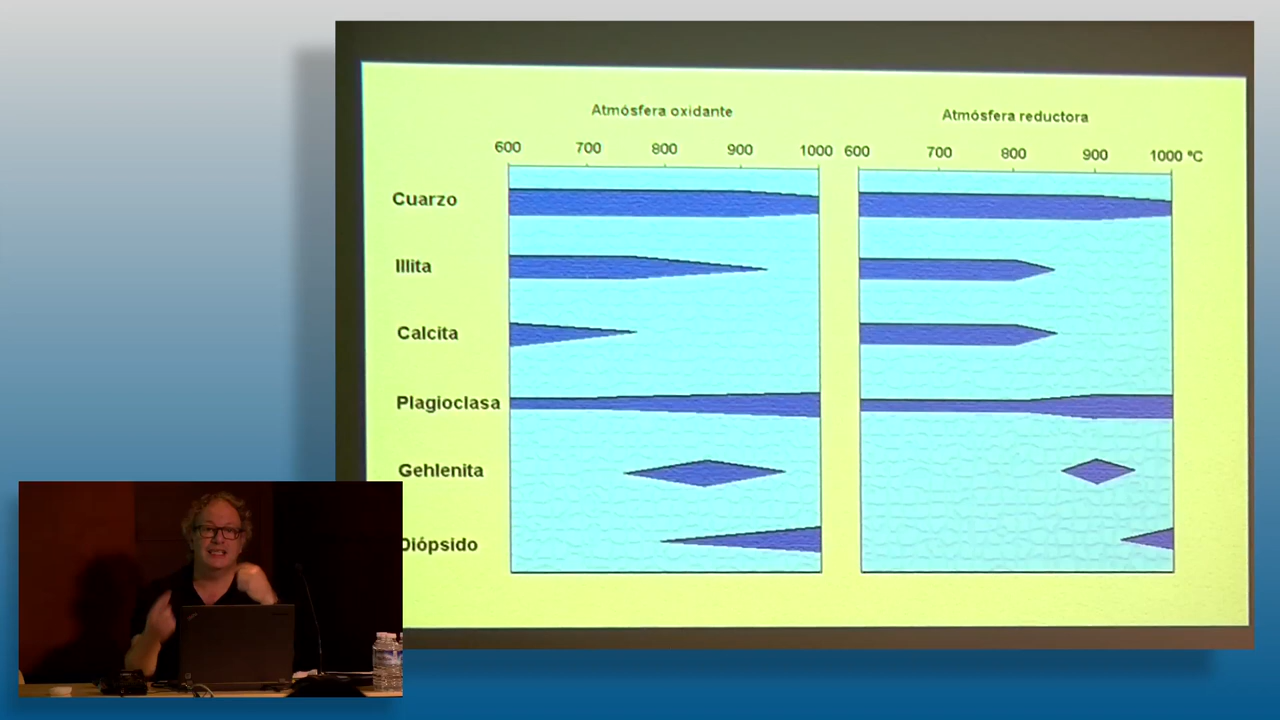 Atmósfera oxidante
Atmósfera reductora
600 700 800 900 1000 600 700 800 900 1000 ºC
Cuarzo
Illita
Calcita
Plagioclasa
Gehlenita
Diópsido